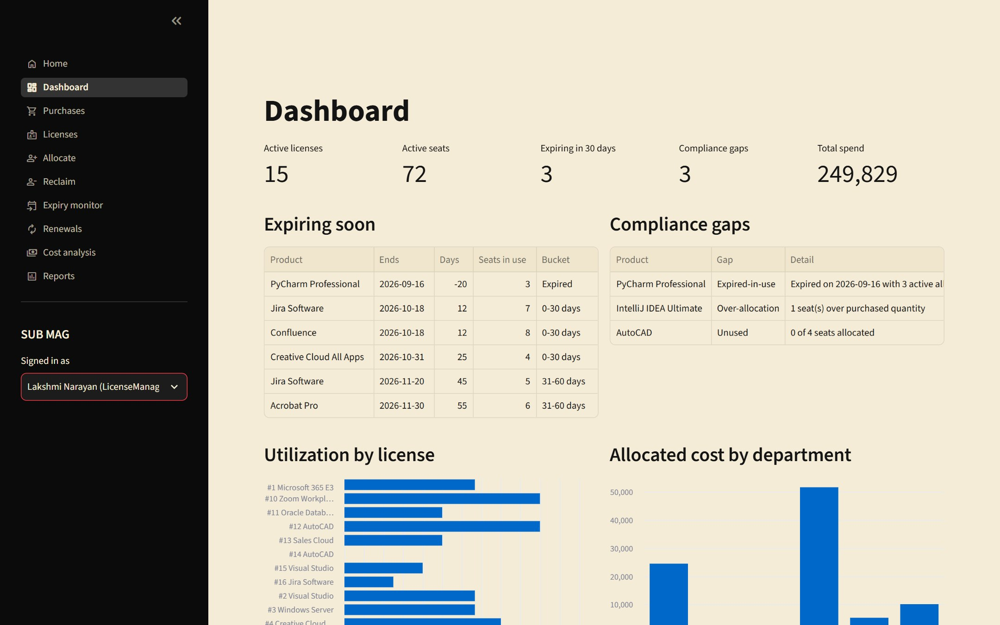 Home
Dashboard
Purchases
Licenses
Allocate
Reclaim
Expiry monitor
Renewals
Cost analysis
Reports
SUB MAG
Signed in as
Lakshmi Narayan (LicenseManag
Dashboard
Active licenses Active seats Expiring in 30 days Compliance gaps Total spend
15 72 3 3 249,829
Expiring soon
Product Ends Days Seats in use Bucket
PyCharm Professional 2026-09-16 -20 3 Expired
Jira Software 2026-10-18 12 7 0-30 days
Confluence 2026-10-18 12 8 0-30 days
Creative Cloud All Apps 2026-10-31 25 4 0-30 days
Jira Software 2026-11-20 45 5 31-60 days
Acrobat Pro 2026-11-30 55 6 31-60 days
Compliance gaps
Product Gap Detail
PyCharm Professional Expired-in-use Expired on 2026-09-16 with 3 active all
IntelliJ IDEA Ultimate Over-allocation 1 seat(s) over purchased quantity
AutoCAD Unused 0 of 4 seats allocated
Utilization by license
#1 Microsoft 365 E3
#10 Zoom Workpl…
#11 Oracle Datab…
#12 AutoCAD
#13 Sales Cloud
#14 AutoCAD
#15 Visual Studio
#16 Jira Software
#2 Visual Studio
#3 Windows Server
#4 Creative Cloud…
Allocated cost by department
50,000
40,000
30,000
20,000
10,000